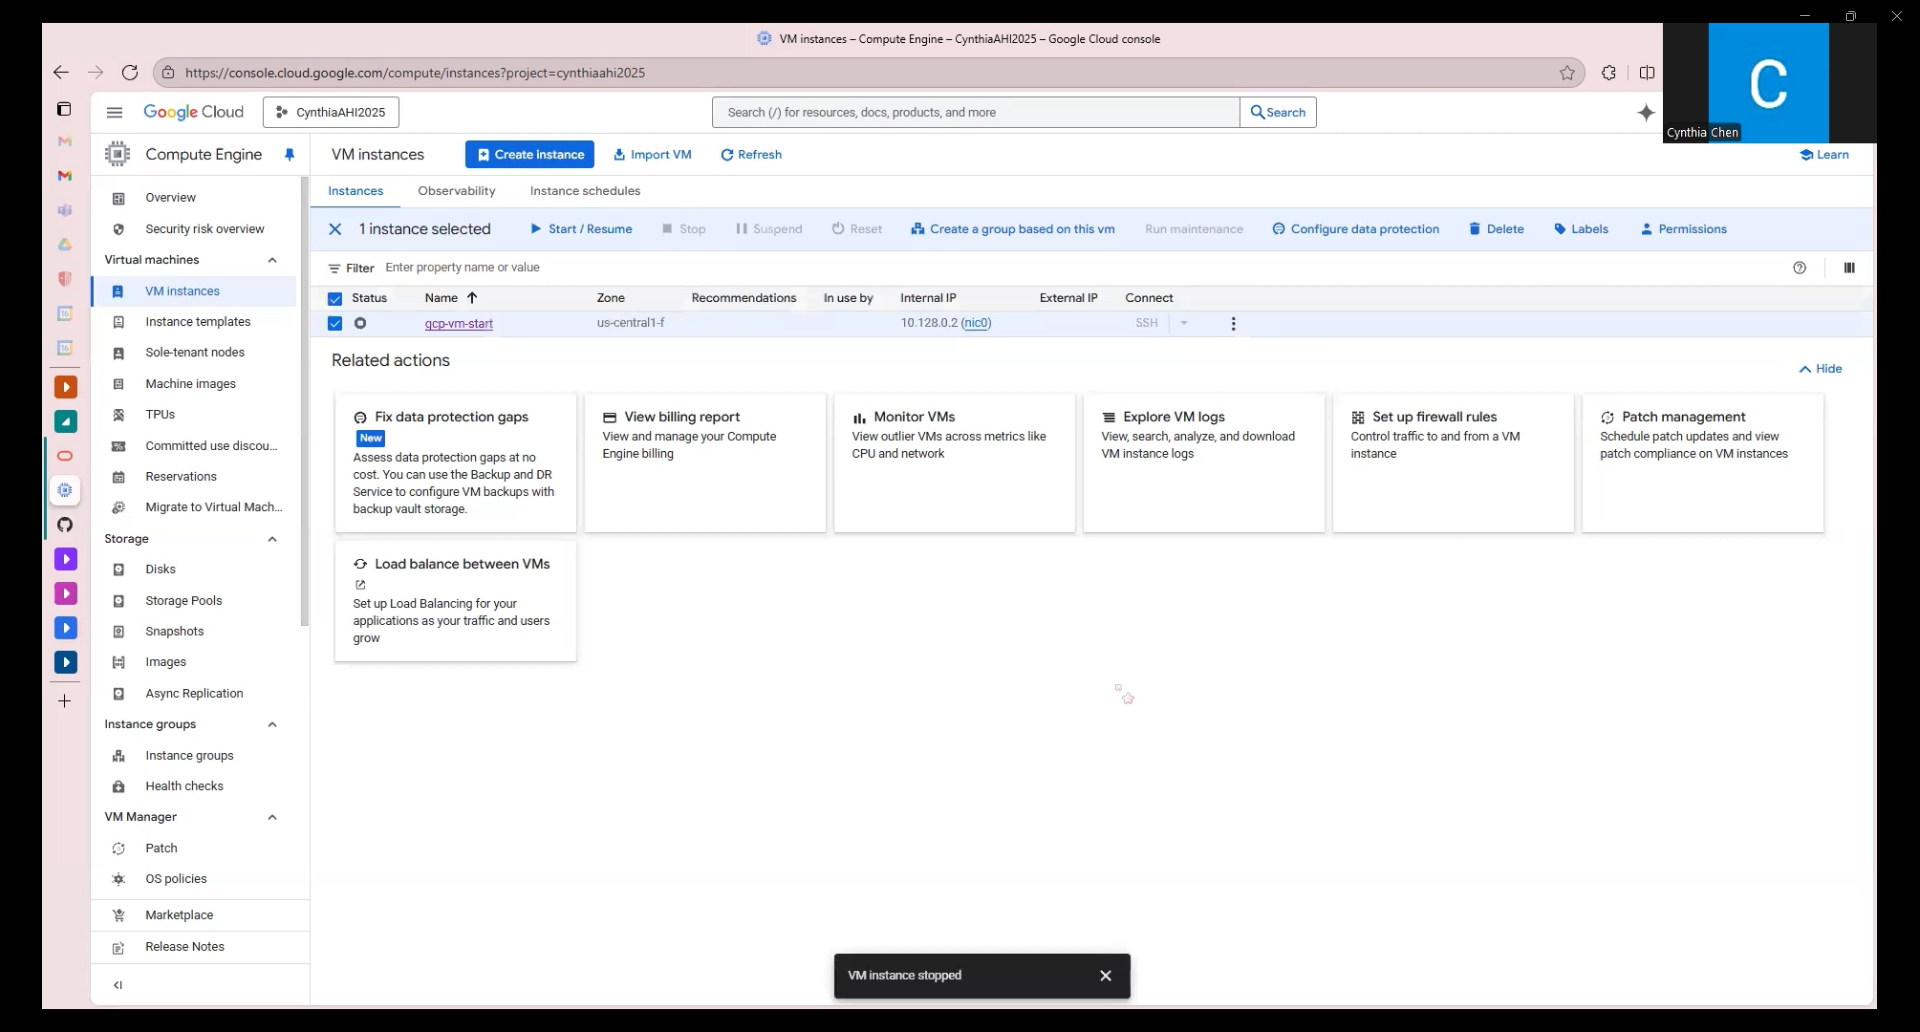 VM instances – Compute Engine – CynthiaAHI2025 – Google Cloud console
https://console.cloud.google.com/compute/instances?project=cynthiaahi2025
C
Cynthia Chen
Google Cloud
CynthiaAHI2025
Search (/) for resources, docs, products, and more
Search
Compute Engine
VM instances
Create instance
Import VM
Refresh
Learn
Overview
Security risk overview
Virtual machines
VM instances
Instance templates
Sole-tenant nodes
Machine images
TPUs
Committed use discou...
Reservations
Migrate to Virtual Mach...
Storage
Disks
Storage Pools
Snapshots
Images
Async Replication
Instance groups
Instance groups
Health checks
VM Manager
Patch
OS policies
Marketplace
Release Notes
Instances
Observability
Instance schedules
1 instance selected
Start / Resume
Stop
Suspend
Reset
Create a group based on this vm
Run maintenance
Configure data protection
Delete
Labels
Permissions
Filter
Enter property name or value
Status
Name
Zone
Recommendations
In use by
Internal IP
External IP
Connect
gcp-vm-start
us-central1-f
10.128.0.2 (nic0)
SSH
Related actions
Hide
Fix data protection gaps
New
Assess data protection gaps at no
cost. You can use the Backup and DR
Service to configure VM backups with
backup vault storage.
View billing report
View and manage your Compute
Engine billing
Monitor VMs
View outlier VMs across metrics like
CPU and network
Explore VM logs
View, search, analyze, and download
VM instance logs
Set up firewall rules
Control traffic to and from a VM
instance
Patch management
Schedule patch updates and view
patch compliance on VM instances
Load balance between VMs
Set up Load Balancing for your
applications as your traffic and users
grow
VM instance stopped